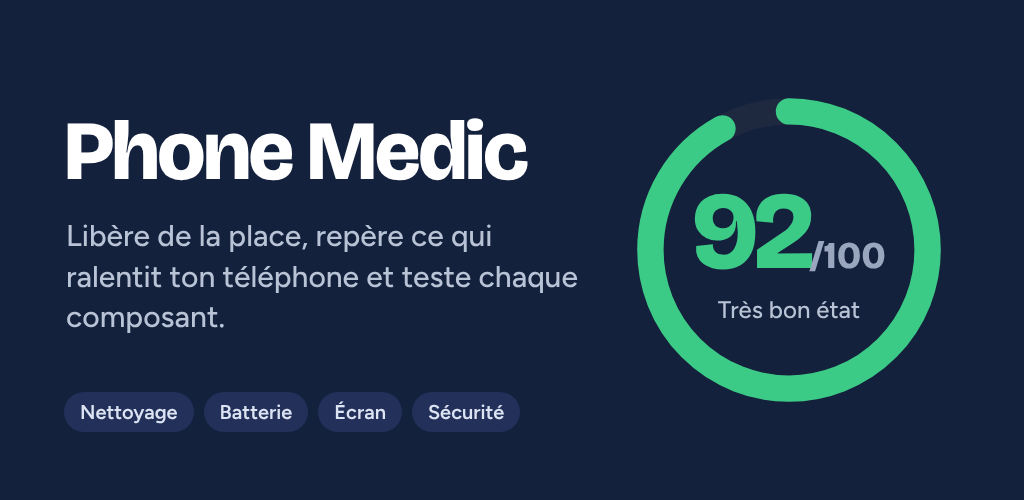 Phone Medic
Libère de la place, repère ce qui
ralentit ton téléphone et teste chaque
composant.
Nettoyage
Batterie
Écran
Sécurité
92/100
Très bon état